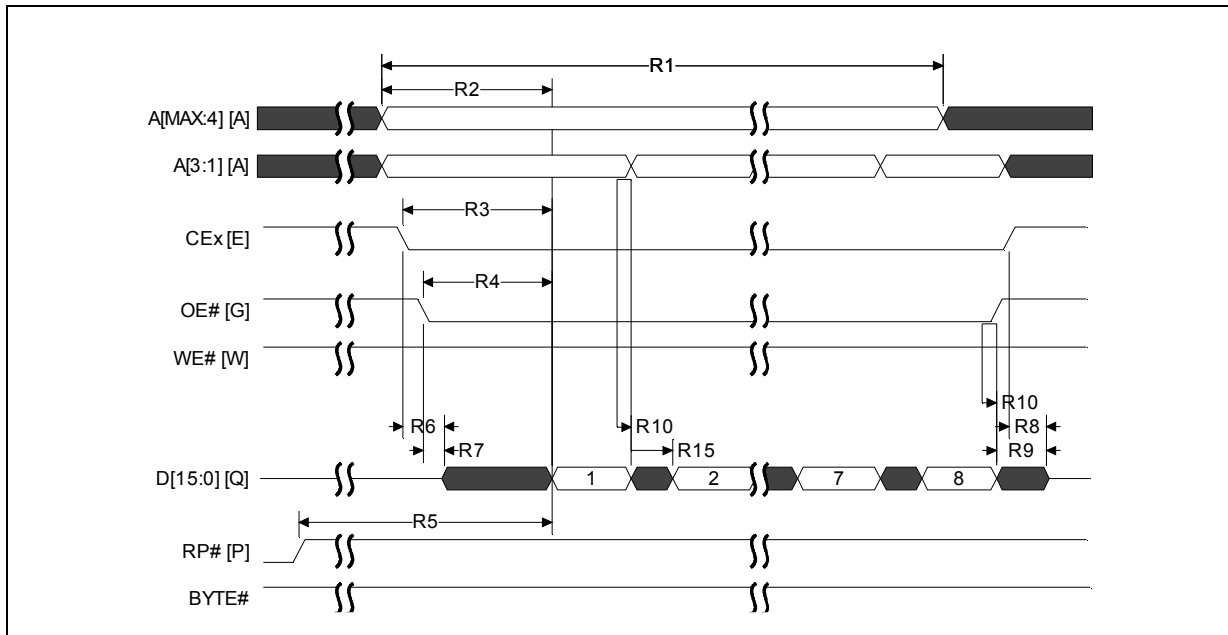 R1
R2
A[MAX:4] [A]
A[3:1] [A]
R3
CEx [E]
R4
OE# [G]
WE# [W]
R10
R6
R10
R8
R7
R15
R9
D[15:0] [Q]
1
2
7
8
R5
RP# [P]
BYTE#